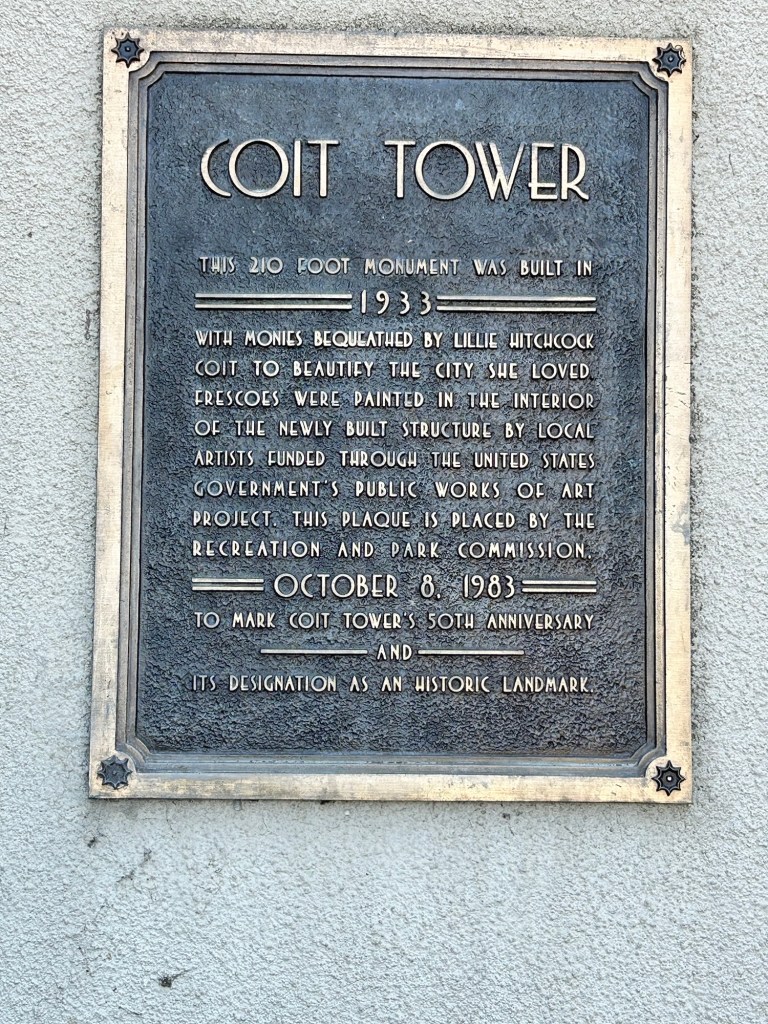 COIT TOWER
THIS 210 FOOT MONUMENT WAS BUILT IN
1933
WITH MONIES BEQUEATHED BY LILLIE HITCHCOCK
COIT TO BEAUTIFY THE CITY SHE LOVED.
FRESCOES WERE PAINTED IN THE INTERIOR
OF THE NEWLY BUILT STRUCTURE BY LOCAL
ARTISTS FUNDED THROUGH THE UNITED STATES
GOVERNMENT'S PUBLIC WORKS OF ART
PROJECT. THIS PLAQUE IS PLACED BY THE
RECREATION AND PARK COMMISSION,
OCTOBER 8, 1983
TO MARK COIT TOWER'S 50TH ANNIVERSARY
AND
ITS DESIGNATION AS AN HISTORIC LANDMARK.